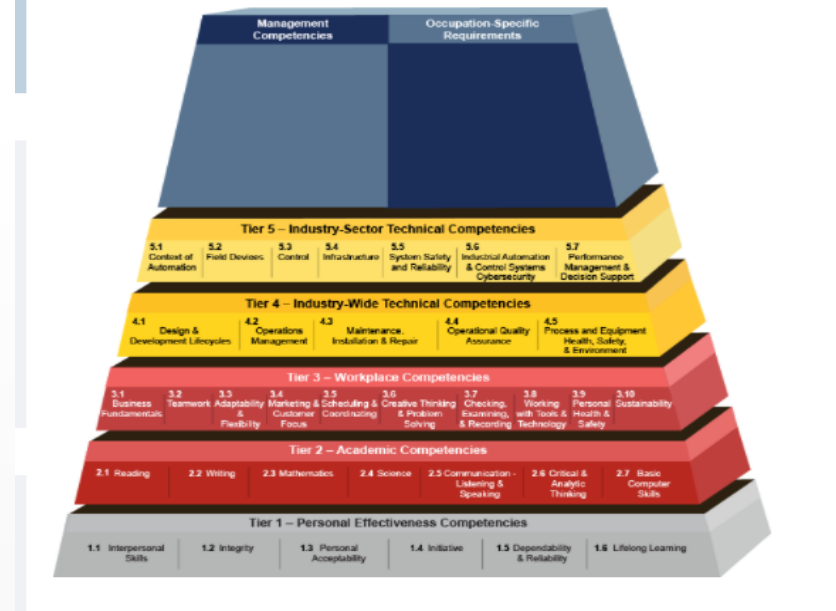 Management
Competencies
Occupation-Specific
Requirements
Tier 5 – Industry-Sector Technical Competencies
5.1
Context of
Automation
5.2
Field Devices
5.3
Control
5.4
Infrastructure
5.5
System Safety
and Reliability
5.6
Industrial Automation
& Control Systems
Cybersecurity
5.7
Performance
Management &
Decision Support
Tier 4 – Industry-Wide Technical Competencies
4.1
Design &
Development Lifecycles
4.2
Operations
Management
4.3
Maintenance,
Installation & Repair
4.4
Operational Quality
Assurance
4.5
Process and Equipment
Health, Safety,
& Environment
Tier 3 – Workplace Competencies
3.1
Business
Fundamentals
3.2
Teamwork
3.3
Adaptability
&
Flexibility
3.4
Marketing &
Customer
Focus
3.5
Scheduling &
Coordinating
3.6
Creative Thinking
& Problem
Solving
3.7
Checking,
Examining,
& Recording
3.8
Working
with Tools &
Technology
3.9
Personal
Health &
Safety
3.10
Sustainability
Tier 2 – Academic Competencies
2.1 Reading
2.2 Writing
2.3 Mathematics
2.4 Science
2.5 Communication -
Listening &
Speaking
2.6 Critical &
Analytic
Thinking
2.7 Basic
Computer
Skills
Tier 1 – Personal Effectiveness Competencies
1.1 Interpersonal
Skills
1.2 Integrity
1.3 Personal
Acceptability
1.4 Initiative
1.5 Dependability
& Reliability
1.6 Lifelong Learning